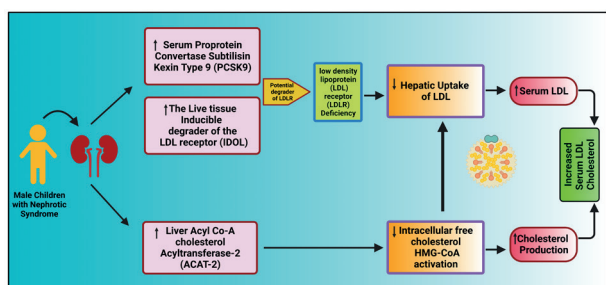 ↑ Serum Proprotein
Convertase Subtilisin
Kexin Type 9 (PCSK9)
↑The Live tissue
Inducible
degrader of the
LDL receptor (IDOL)
Potential
degrader
of LDLR
low density
lipoprotein
(LDL)
receptor
(LDLR)
Deficiency
↓ Hepatic Uptake
of LDL
↑Serum LDL
Increased
Serum LDL
Cholesterol
Male Children
with Nephrotic
Syndrome
↑ Liver Acyl Co-A
cholesterol
Acyltransferase-2
(ACAT-2)
↓ Intracellular free
cholesterol
HMG-CoA
activation
↑Cholesterol
Production